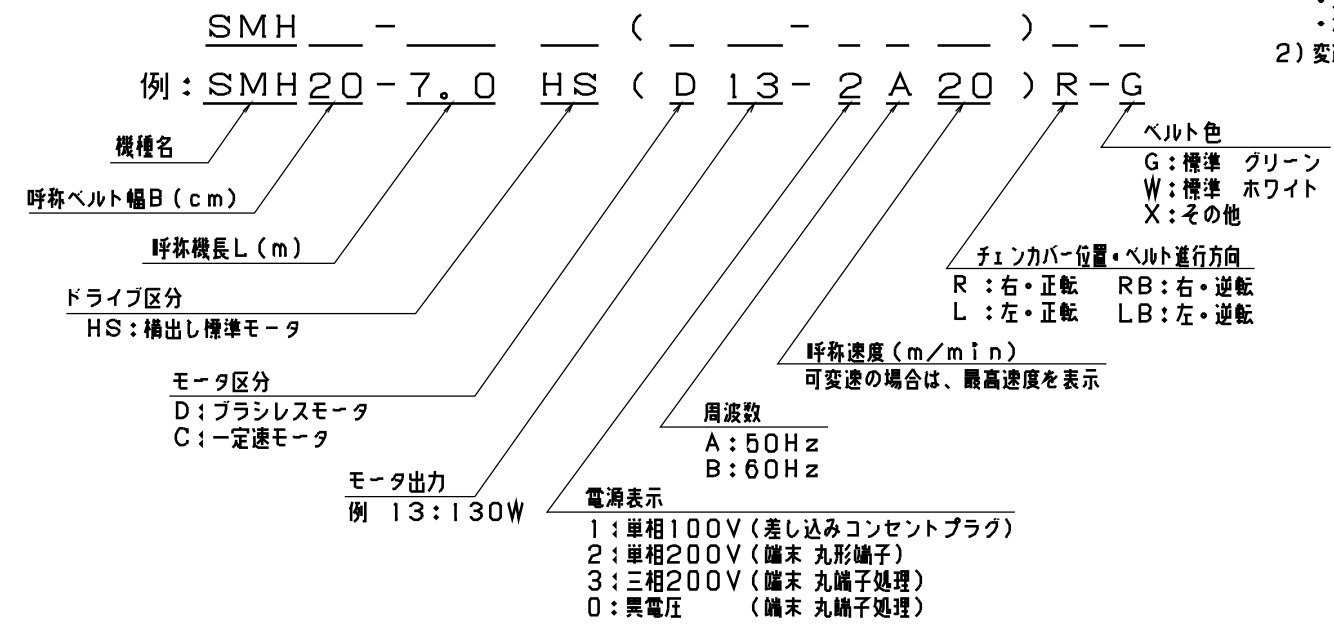 SMH - ( - ) -
2)変
例:SMH20-7.0 HS (D13-2A20)R-G
機種名
呼称ベルト幅B(cm)
呼称機長L(m)
ドライブ区分
HS:横出し標準モータ
モータ区分
D:ブラシレスモータ
C:一定速モータ
モータ出力
例 13:130W
電源表示
1:単相100V(差し込みコンセントプラグ)
2:単相200V(端末 丸形端子)
3:三相200V(端末 丸端子処理)
0:異電圧 (端末 丸端子処理)
周波数
A:50Hz
B:60Hz
呼称速度(m/min)
可変速の場合は、最高速度を表示
チェンカバー位置・ベルト進行方向
R :右・正転 RB:右・逆転
L :左・正転 LB:左・逆転
ベルト色
G:標準 グリーン
W:標準 ホワイト
X:その他